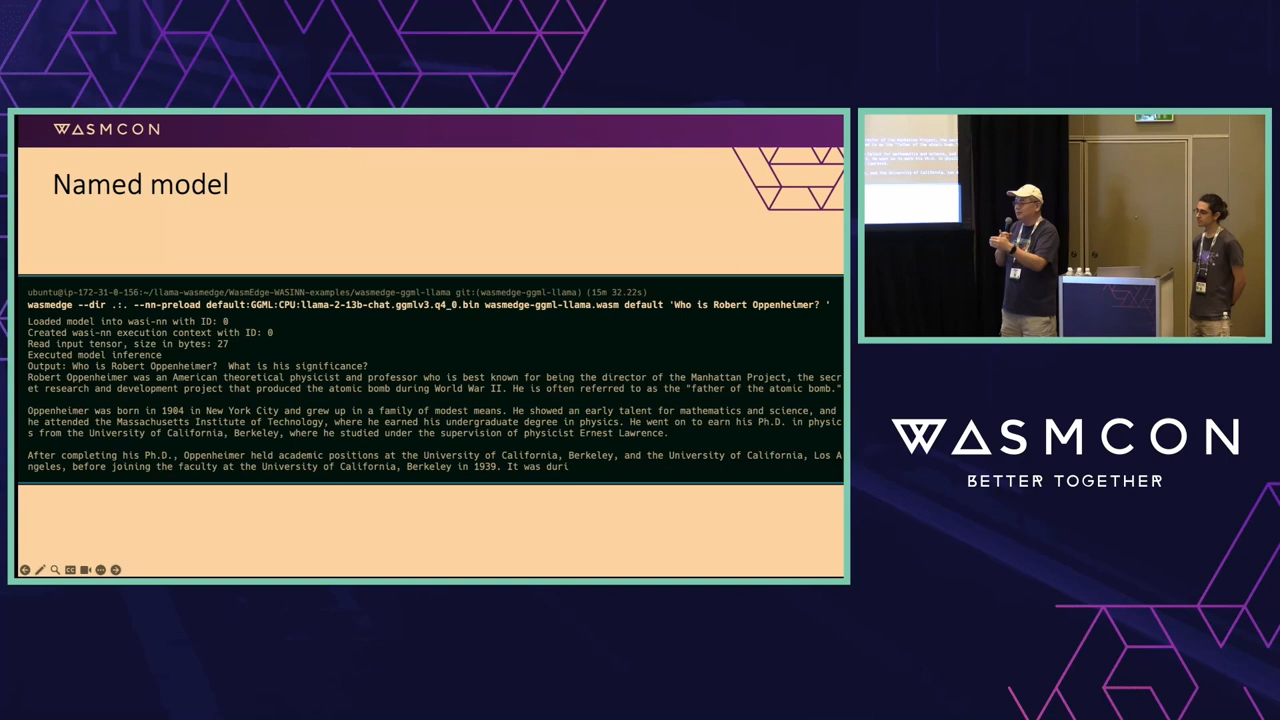 WASMCON
Named model
ubuntu@ip-172-31-0-156:~/llama-wasmedge/WasmEdge-WASINN-examples/wasmedge-ggml-llama git:(wasmedge-ggml-llama) (15m 32.22s)
wasmedge --dir .:. --nn-preload default:GGML:CPU:llama-2-13b-chat.ggmlv3.q4_0.bin wasmedge-ggml-llama.wasm default 'Who is Robert Oppenheimer? '
Loaded model into wasi-nn with ID: 0
Created wasi-nn execution context with ID: 0
Read input tensor, size in bytes: 27
Executed model inference
Output: Who is Robert Oppenheimer?  What is his significance?
Robert Oppenheimer was an American theoretical physicist and professor who is best known for being the director of the Manhattan Project, the secr
et research and development project that produced the atomic bomb during World War II. He is often referred to as the "father of the atomic bomb."
Oppenheimer was born in 1904 in New York City and grew up in a family of modest means. He showed an early talent for mathematics and science, and
he attended the Massachusetts Institute of Technology, where he earned his undergraduate degree in physics. He went on to earn his Ph.D. in physic
s from the University of California, Berkeley, where he studied under the supervision of physicist Ernest Lawrence.
After completing his Ph.D., Oppenheimer held academic positions at the University of California, Berkeley, and the University of California, Los A
ngeles, before joining the faculty at the University of California, Berkeley in 1939. It was duri
WASMCON
BETTER TOGETHER